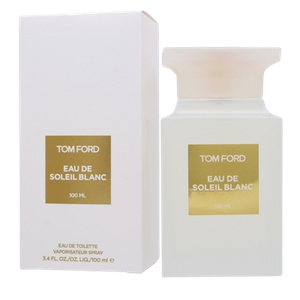 TOM FORD
EAU DE
SOLEIL BLANC
100 ML
EAU DE TOILETTE
VAPORISATEUR SPRAY
3.4 FL. OZ./OZ. LIQ./100 ml ℮
TOM FORD
EAU DE
SOLEIL BLANC